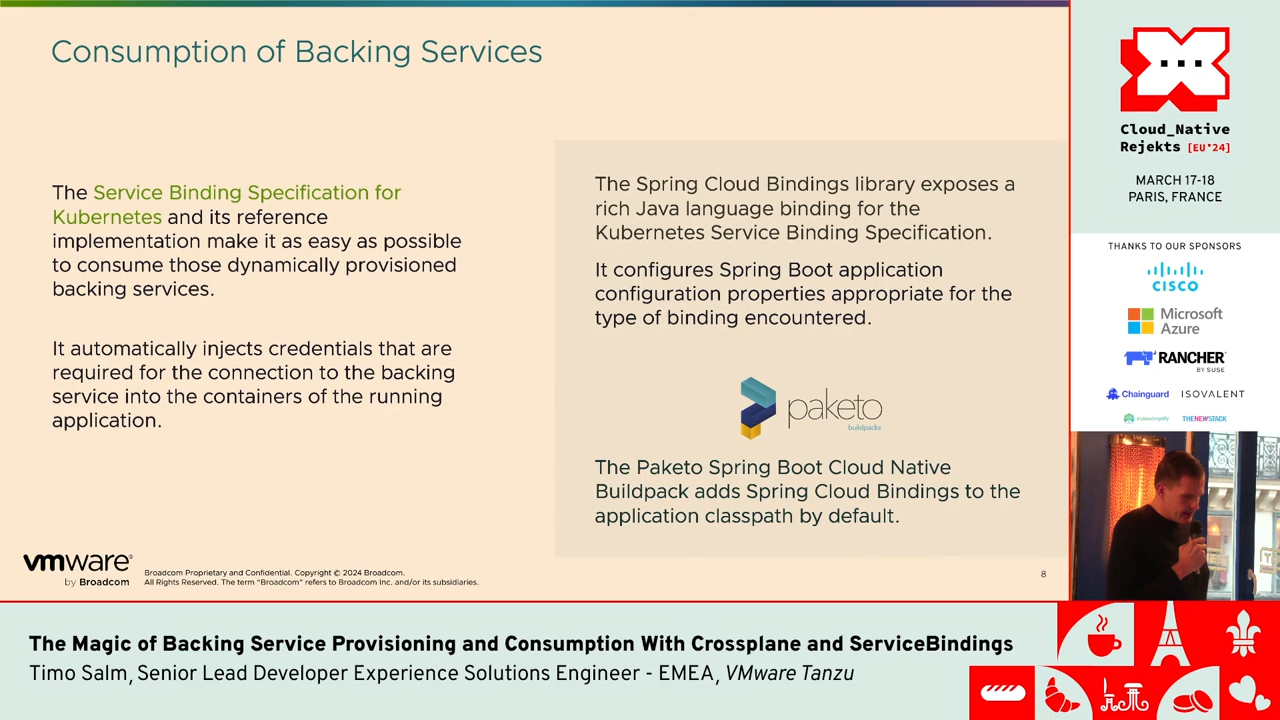 Consumption of Backing Services
The Service Binding Specification for
Kubernetes and its reference
implementation make it as easy as possible
to consume those dynamically provisioned
backing services.
It automatically injects credentials that are
required for the connection to the backing
service into the containers of the running
application.
The Spring Cloud Bindings library exposes a
rich Java language binding for the
Kubernetes Service Binding Specification.
It configures Spring Boot application
configuration properties appropriate for the
type of binding encountered.
paketo
buildpacks
The Paketo Spring Boot Cloud Native
Buildpack adds Spring Cloud Bindings to the
application classpath by default.
vmware®
by Broadcom
Broadcom Proprietary and Confidential. Copyright © 2024 Broadcom.
All Rights Reserved. The term “Broadcom” refers to Broadcom Inc. and/or its subsidiaries.
8
Cloud_Native
Rejekts [EU*24]
MARCH 17-18
PARIS, FRANCE
THANKS TO OUR SPONSORS
CISCO
Microsoft
Azure
RANCHER
BY SUSE
Chainguard
ISOVALENT
Kubesimplify
THENEWSTACK
The Magic of Backing Service Provisioning and Consumption With Crossplane and ServiceBindings
Timo Salm, Senior Lead Developer Experience Solutions Engineer - EMEA, VMware Tanzu